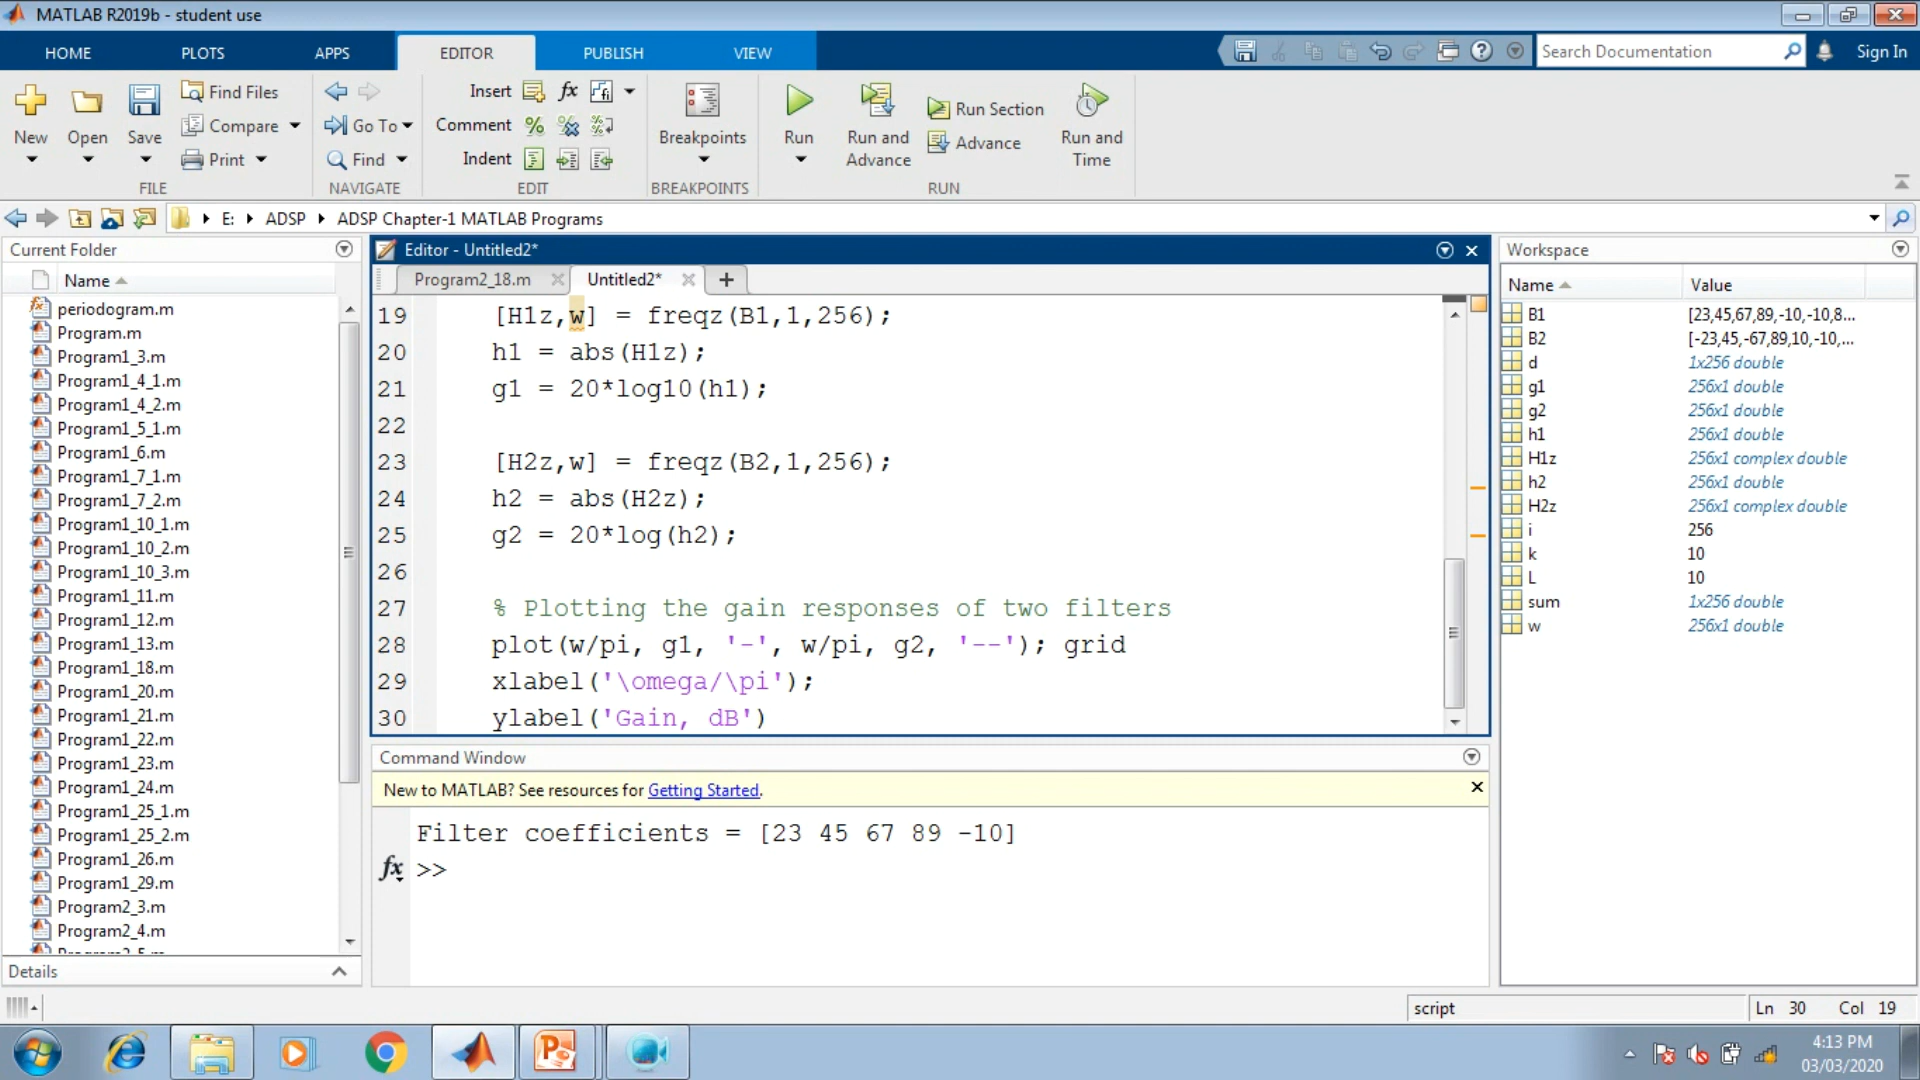 MATLAB R2019b - student use
HOME PLOTS APPS EDITOR PUBLISH VIEW
Search Documentation
Sign In
New
Open
Save
Find Files
Compare
Print
FILE
Go To
Find
NAVIGATE
Insert
fx
Comment
Indent
EDIT
Breakpoints
BREAKPOINTS
Run
Run and
Advance
Run Section
Advance
Run and
Time
RUN
E: ADSP ADSP Chapter-1 MATLAB Programs
Current Folder
Name
periodogram.m
Program.m
Program1_3.m
Program1_4_1.m
Program1_4_2.m
Program1_5_1.m
Program1_6.m
Program1_7_1.m
Program1_7_2.m
Program1_10_1.m
Program1_10_2.m
Program1_10_3.m
Program1_11.m
Program1_12.m
Program1_13.m
Program1_18.m
Program1_20.m
Program1_21.m
Program1_22.m
Program1_23.m
Program1_24.m
Program1_25_1.m
Program1_25_2.m
Program1_26.m
Program1_29.m
Program2_3.m
Program2_4.m
Details
Editor - Untitled2*
Program2_18.m
Untitled2*
19 [H1z,w] = freqz(B1,1,256);
20 h1 = abs(H1z);
21 g1 = 20*log10(h1);
22
23 [H2z,w] = freqz(B2,1,256);
24 h2 = abs(H2z);
25 g2 = 20*log(h2);
26
27 % Plotting the gain responses of two filters
28 plot(w/pi, g1, '-', w/pi, g2, '--'); grid
29 xlabel('\omega/\pi');
30 ylabel('Gain, dB')
Command Window
New to MATLAB? See resources for Getting Started.
Filter coefficients = [23 45 67 89 -10]
fx >>
Workspace
Name Value
B1 [23,45,67,89,-10,-10,8...
B2 [-23,45,-67,89,10,-10,...
d 1x256 double
g1 256x1 double
g2 256x1 double
h1 256x1 double
H1z 256x1 complex double
h2 256x1 double
H2z 256x1 complex double
i 256
k 10
L 10
sum 1x256 double
w 256x1 double
script
Ln 30 Col 19
4:13 PM
03/03/2020